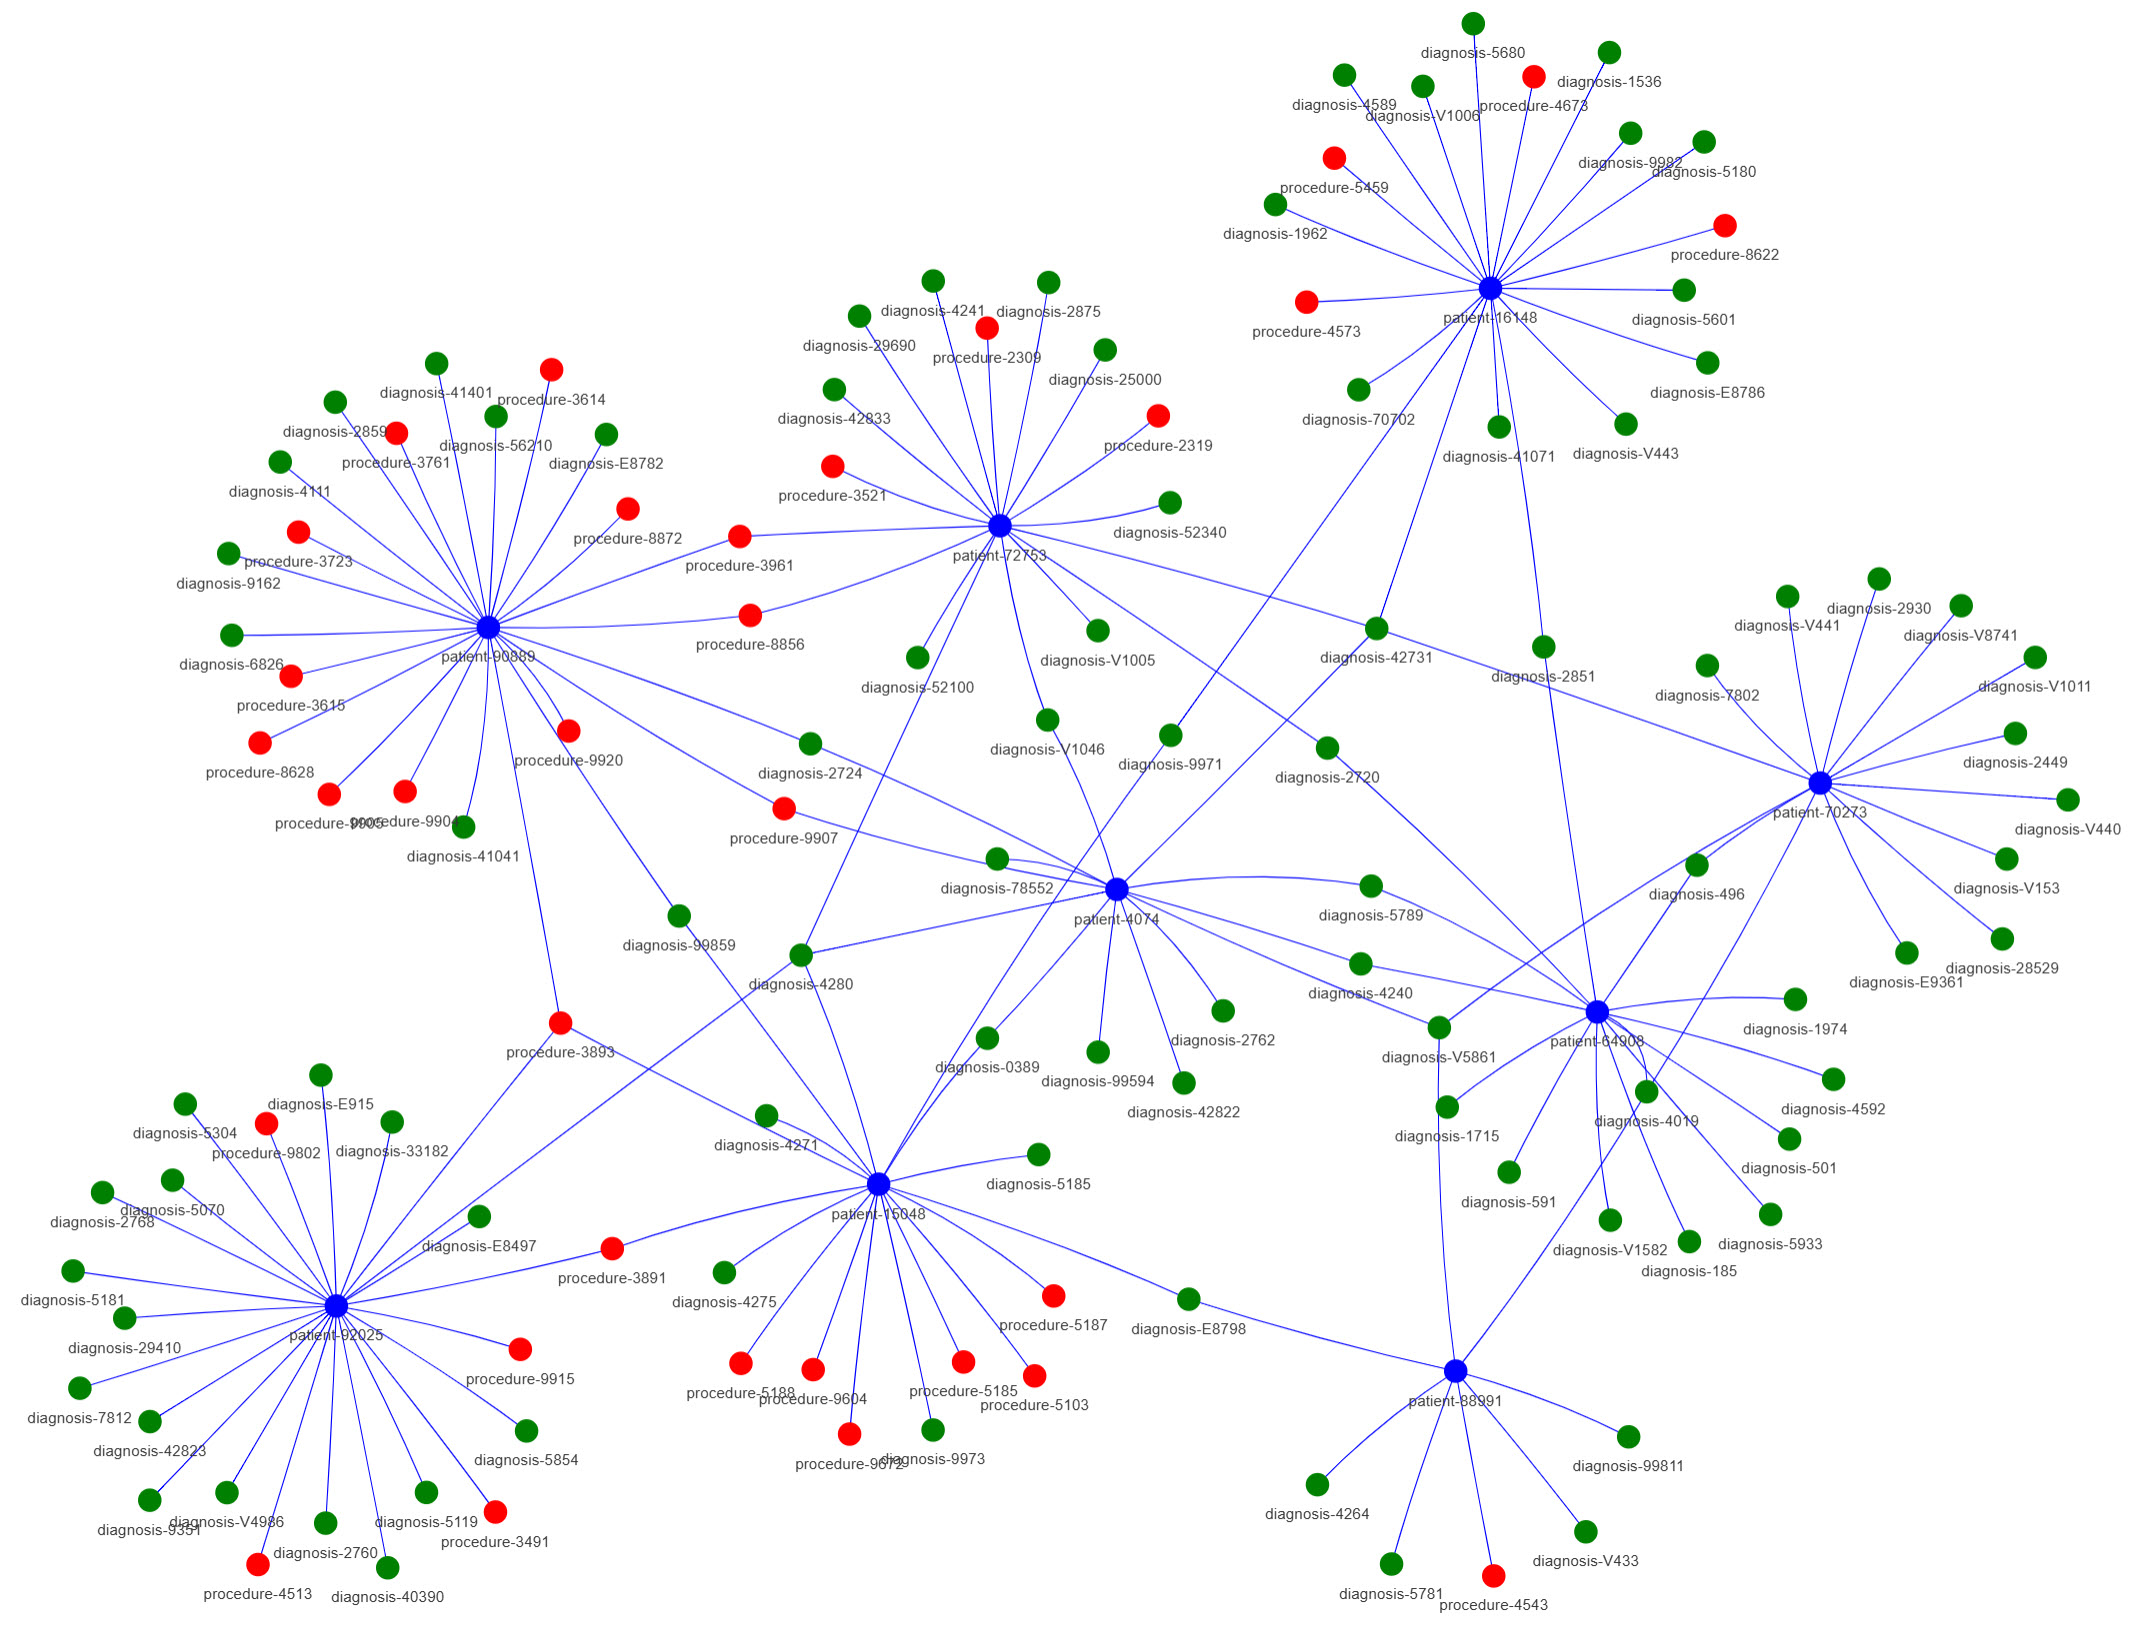 diagnosis-5680
diagnosis-1536
diagnosis-4589
diagnosis-V1006
procedure-4673
diagnosis-9982
diagnosis-5180
procedure-5459
diagnosis-1962
procedure-8622
patient-16148
diagnosis-5601
procedure-4573
diagnosis-E8786
diagnosis-70702
diagnosis-41071
diagnosis-V443
diagnosis-4241
diagnosis-2875
diagnosis-29690
procedure-2309
diagnosis-25000
diagnosis-42833
procedure-2319
procedure-3521
diagnosis-52340
patient-72753
diagnosis-41401
procedure-3614
diagnosis-2859
procedure-3761
diagnosis-56210
diagnosis-E8782
diagnosis-4111
procedure-8872
procedure-3723
procedure-3961
diagnosis-9162
procedure-8856
diagnosis-6826
patient-90889
procedure-3615
procedure-8628
procedure-9920
procedure-9905
procedure-9904
diagnosis-41041
diagnosis-52100
diagnosis-V1005
diagnosis-42731
diagnosis-2851
diagnosis-V1046
diagnosis-9971
diagnosis-2720
diagnosis-2724
procedure-9907
diagnosis-V441
diagnosis-2930
diagnosis-V8741
diagnosis-7802
diagnosis-V1011
diagnosis-2449
patient-70273
diagnosis-V440
diagnosis-496
diagnosis-V153
diagnosis-28529
diagnosis-E9361
diagnosis-78552
patient-4074
diagnosis-5789
diagnosis-99859
diagnosis-4280
diagnosis-4240
diagnosis-1974
procedure-3893
patient-64908
diagnosis-2762
diagnosis-V5861
diagnosis-0389
diagnosis-99594
diagnosis-42822
diagnosis-4592
diagnosis-4019
diagnosis-1715
diagnosis-501
diagnosis-591
diagnosis-5933
diagnosis-V1582
diagnosis-185
diagnosis-E915
diagnosis-5304
procedure-9802
diagnosis-33182
diagnosis-4271
diagnosis-5185
diagnosis-5070
diagnosis-2768
patient-15048
diagnosis-E8497
procedure-3891
diagnosis-5181
diagnosis-4275
procedure-5187
diagnosis-E8798
patient-92025
diagnosis-29410
procedure-9915
procedure-5188
procedure-9604
procedure-5185
procedure-5103
patient-88991
diagnosis-7812
diagnosis-42823
diagnosis-5854
procedure-9672
diagnosis-9973
diagnosis-99811
diagnosis-9351
diagnosis-V4986
diagnosis-5119
procedure-3491
diagnosis-2760
diagnosis-4264
diagnosis-V433
procedure-4513
diagnosis-40390
diagnosis-5781
procedure-4543